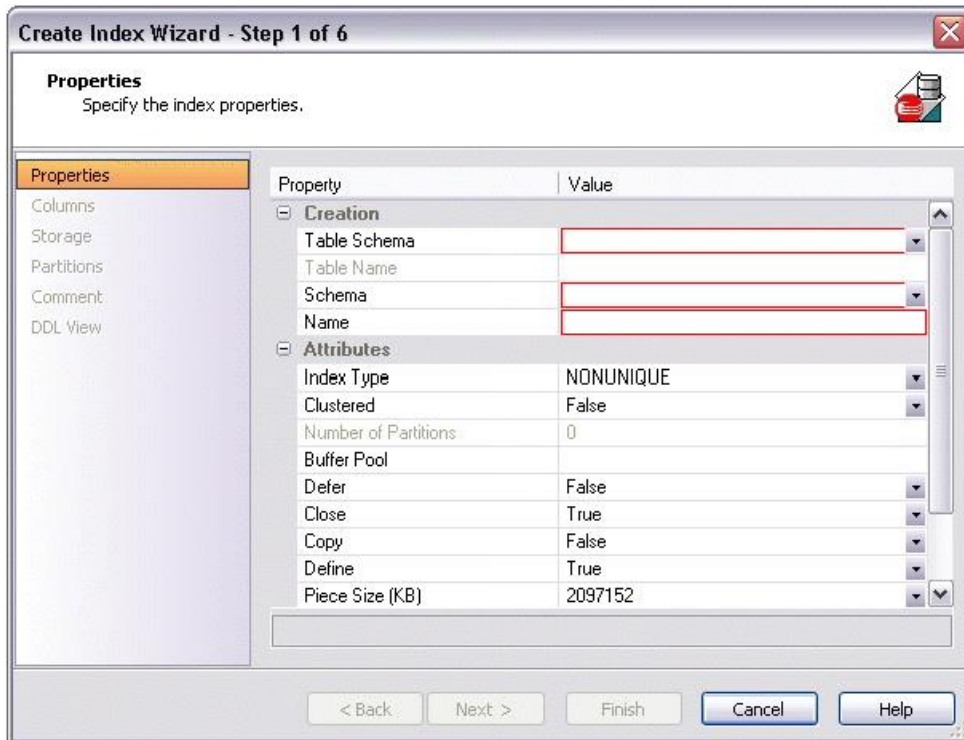 Create Index Wizard - Step 1 of 6
Properties
Specify the index properties.
Properties
Columns
Storage
Partitions
Comment
DDL View
Property Value
Creation
Table Schema
Table Name
Schema
Name
Attributes
Index Type NONUNIQUE
Clustered False
Number of Partitions 0
Buffer Pool
Defer False
Close True
Copy False
Define True
Piece Size (KB) 2097152
< Back Next > Finish Cancel Help